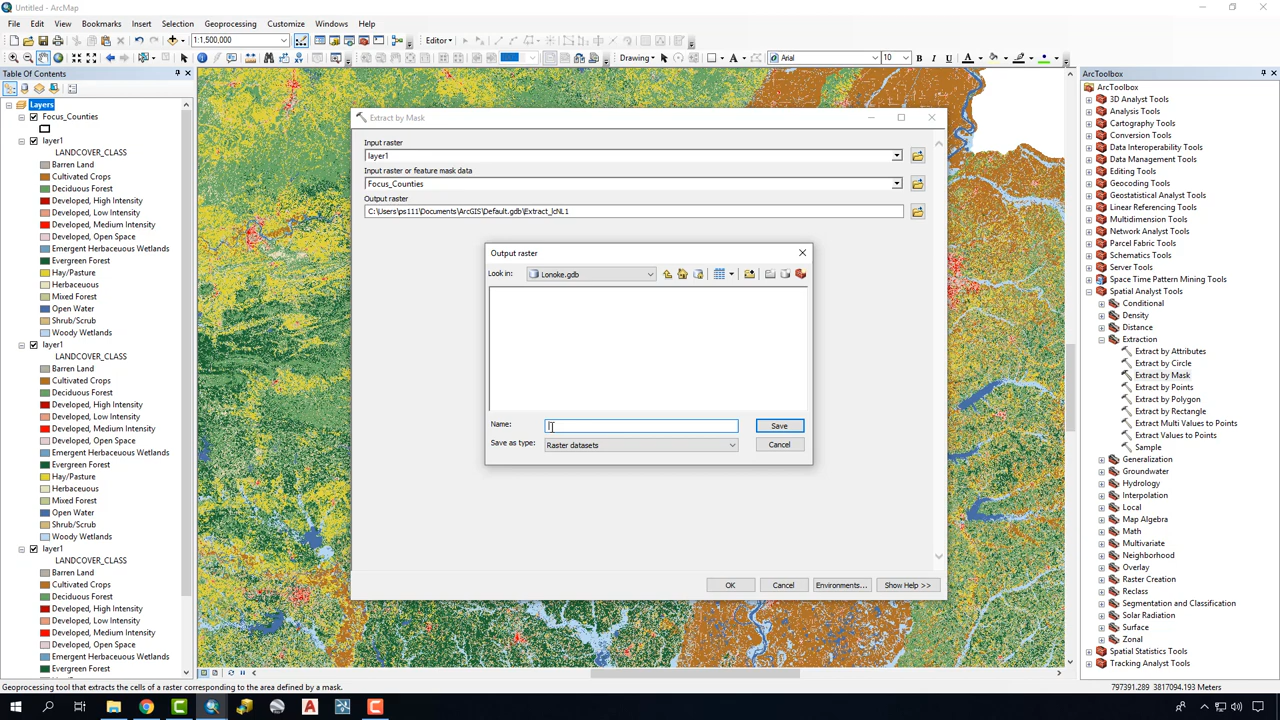 Untitled - ArcMap
File Edit View Bookmarks Insert Selection Geoprocessing Customize Windows Help
1:1,500,000
Editor
Drawing
Arial
10
B I U A
Table Of Contents
Layers
Focus_Counties
layer1
LANDCOVER_CLASS
Barren Land
Cultivated Crops
Deciduous Forest
Developed, High Intensity
Developed, Low Intensity
Developed, Medium Intensity
Developed, Open Space
Emergent Herbaceuous Wetlands
Evergreen Forest
Hay/Pasture
Herbaceous
Mixed Forest
Open Water
Shrub/Scrub
Woody Wetlands
layer1
LANDCOVER_CLASS
Barren Land
Cultivated Crops
Deciduous Forest
Developed, High Intensity
Developed, Low Intensity
Developed, Medium Intensity
Developed, Open Space
Emergent Herbaceuous Wetlands
Evergreen Forest
Hay/Pasture
Herbaceous
Mixed Forest
Open Water
Shrub/Scrub
Woody Wetlands
layer1
LANDCOVER_CLASS
Barren Land
Cultivated Crops
Deciduous Forest
Developed, High Intensity
Developed, Low Intensity
Developed, Medium Intensity
Developed, Open Space
Emergent Herbaceuous Wetlands
Evergreen Forest
Extract by Mask
Input raster
layer1
Input raster or feature mask data
Focus_Counties
Output raster
C:\Users\ps111\Documents\ArcGIS\Default.gdb\Extract_lcNL1
Output raster
Look in: Lonoke.gdb
Name:
Save
Save as type: Raster datasets
Cancel
OK Cancel Environments... Show Help >>
ArcToolbox
ArcToolbox
3D Analyst Tools
Analysis Tools
Cartography Tools
Conversion Tools
Data Interoperability Tools
Data Management Tools
Editing Tools
Geocoding Tools
Geostatistical Analyst Tools
Linear Referencing Tools
Multidimension Tools
Network Analyst Tools
Parcel Fabric Tools
Schematics Tools
Server Tools
Space Time Pattern Mining Tools
Spatial Analyst Tools
Conditional
Density
Distance
Extraction
Extract by Attributes
Extract by Circle
Extract by Mask
Extract by Points
Extract by Polygon
Extract by Rectangle
Extract Multi Values to Points
Extract Values to Points
Sample
Generalization
Groundwater
Hydrology
Interpolation
Local
Map Algebra
Math
Multivariate
Neighborhood
Overlay
Raster Creation
Reclass
Segmentation and Classification
Solar Radiation
Surface
Zonal
Spatial Statistics Tools
Tracking Analyst Tools
Geoprocessing tool that extracts the cells of a raster corresponding to the area defined by a mask.
797391.289 3817094.193 Meters